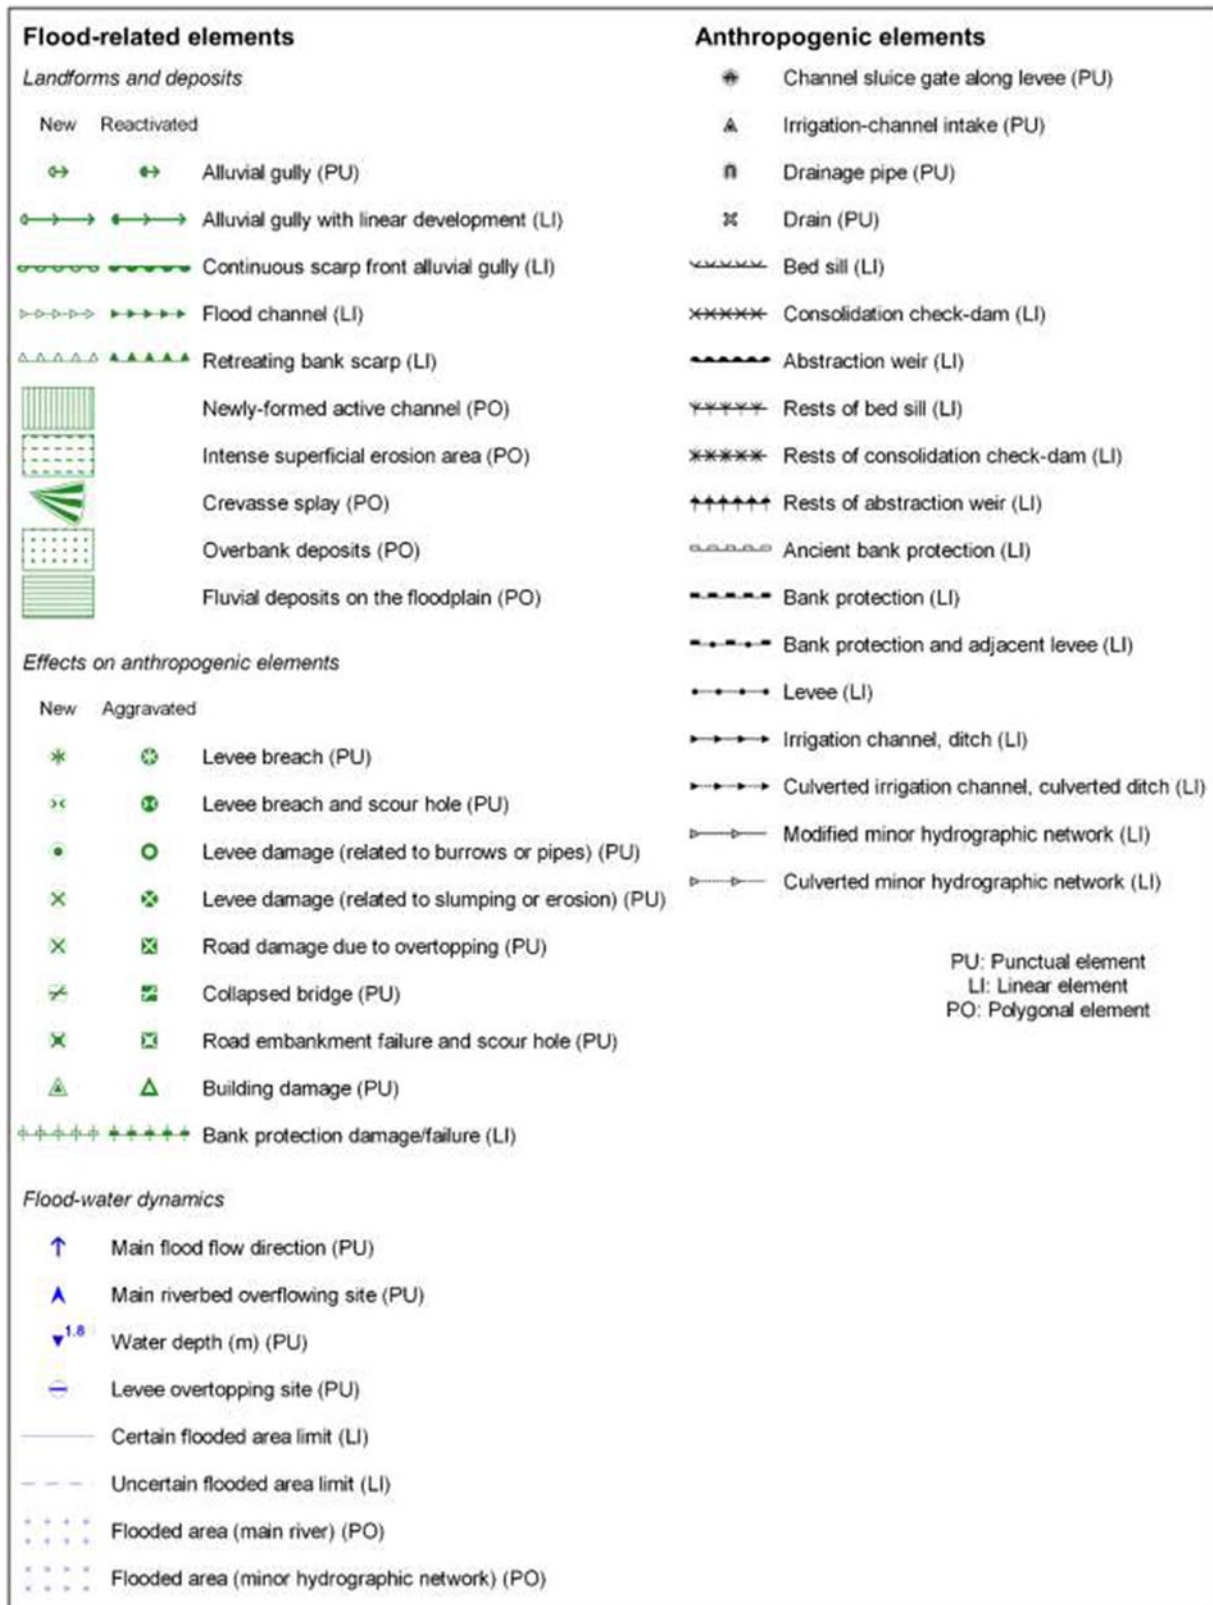 Flood-related elements
Landforms and deposits
New Reactivated
Alluvial gully (PU)
Alluvial gully with linear development (LI)
Continuous scarp front alluvial gully (LI)
Flood channel (LI)
Retreating bank scarp (LI)
Newly-formed active channel (PO)
Intense superficial erosion area (PO)
Crevasse splay (PO)
Overbank deposits (PO)
Fluvial deposits on the floodplain (PO)
Effects on anthropogenic elements
New Aggravated
Levee breach (PU)
Levee breach and scour hole (PU)
Levee damage (related to burrows or pipes) (PU)
Levee damage (related to slumping or erosion) (PU)
Road damage due to overtopping (PU)
Collapsed bridge (PU)
Road embankment failure and scour hole (PU)
Building damage (PU)
Bank protection damage/failure (LI)
Flood-water dynamics
Main flood flow direction (PU)
Main riverbed overflowing site (PU)
1.8 Water depth (m) (PU)
Levee overtopping site (PU)
Certain flooded area limit (LI)
Uncertain flooded area limit (LI)
Flooded area (main river) (PO)
Flooded area (minor hydrographic network) (PO)
Anthropogenic elements
Channel sluice gate along levee (PU)
Irrigation-channel intake (PU)
Drainage pipe (PU)
Drain (PU)
Bed sill (LI)
Consolidation check-dam (LI)
Abstraction weir (LI)
Rests of bed sill (LI)
Rests of consolidation check-dam (LI)
Rests of abstraction weir (LI)
Ancient bank protection (LI)
Bank protection (LI)
Bank protection and adjacent levee (LI)
Levee (LI)
Irrigation channel, ditch (LI)
Culverted irrigation channel, culverted ditch (LI)
Modified minor hydrographic network (LI)
Culverted minor hydrographic network (LI)
PU: Punctual element
LI: Linear element
PO: Polygonal element